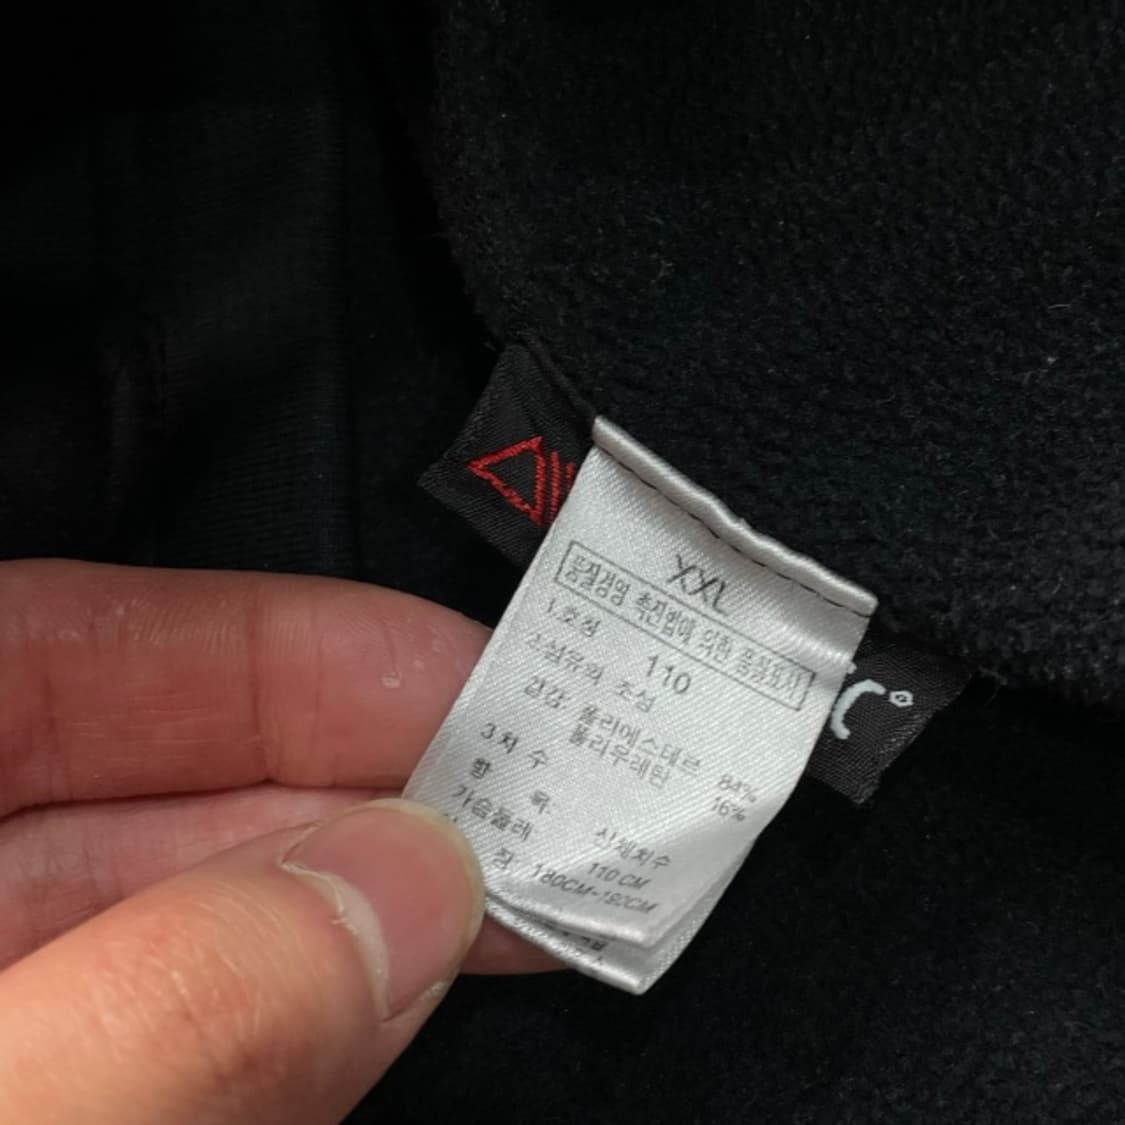 XXL
품질경영 촉진법에 의한 품질표시
1.호칭 110
2.섬유의 조성
겉감: 폴리에스테르 84%
폴리우레탄 16%
3.치 수
항 목 신체치수
가슴둘레 110 CM
신 장 180CM~190CM
C